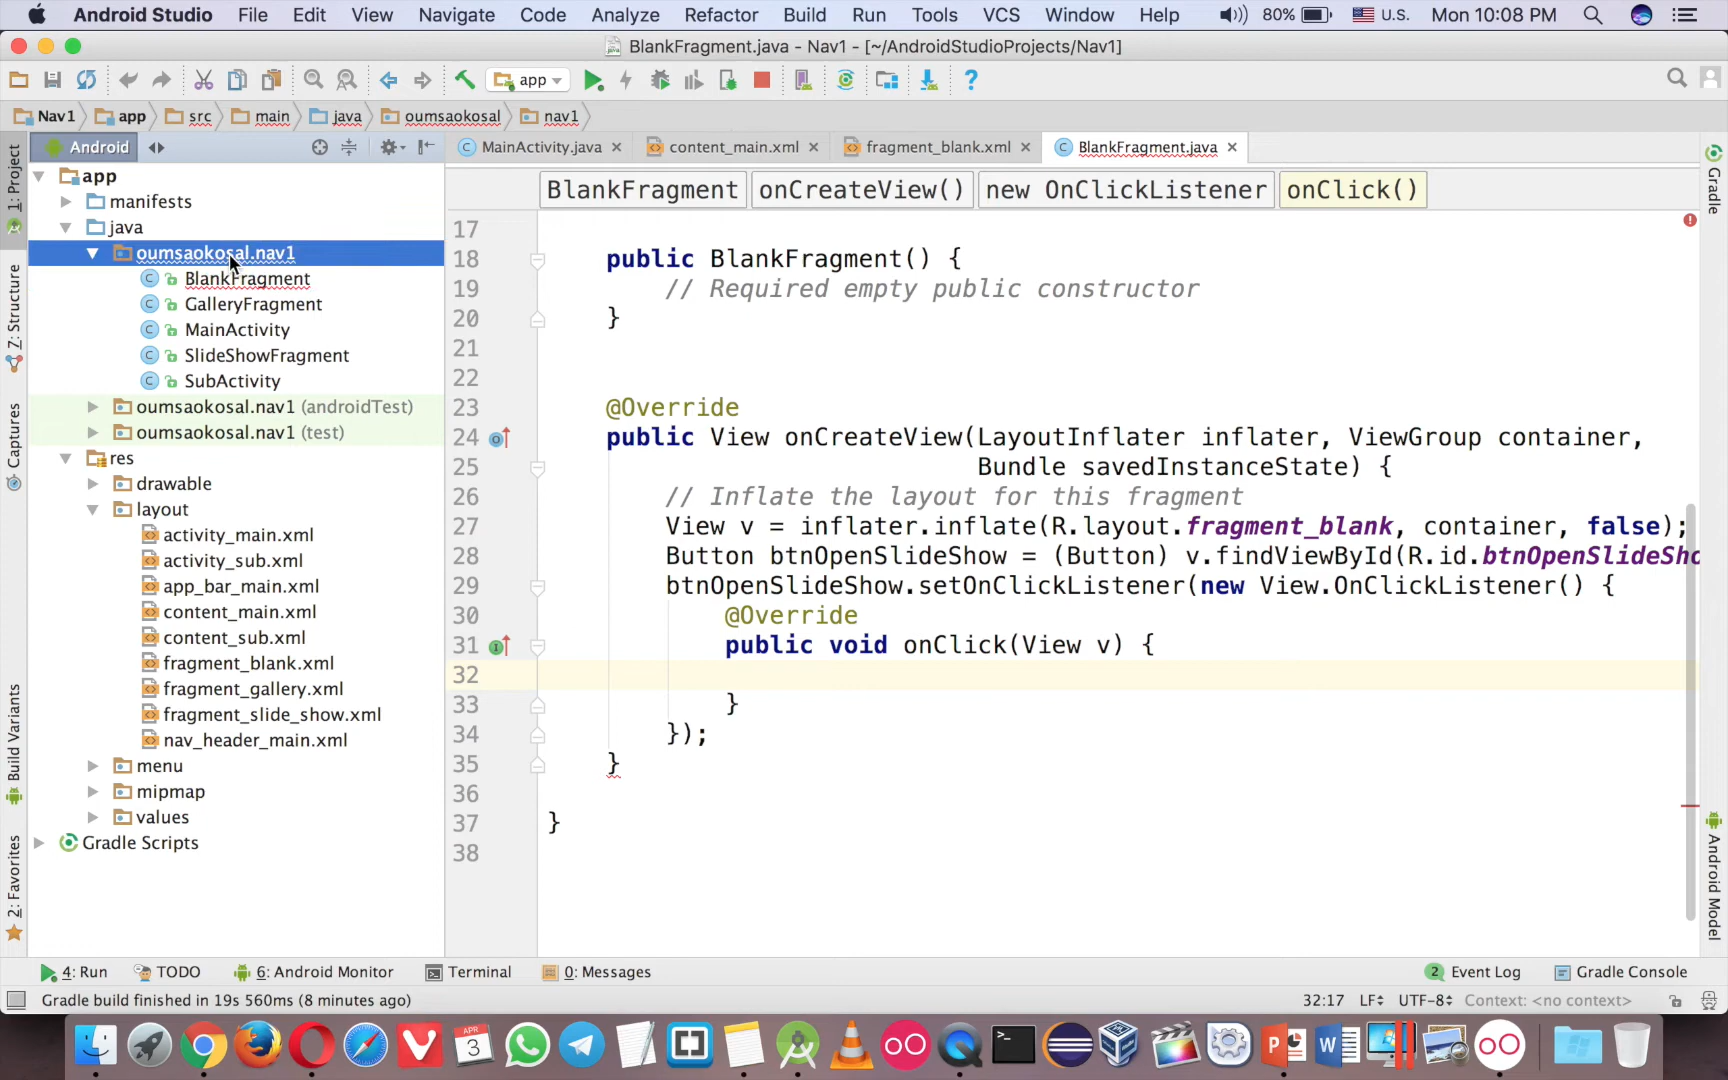 Android Studio File Edit View Navigate Code Analyze Refactor Build Run Tools VCS Window Help 80% U.S. Mon 10:08 PM
BlankFragment.java - Nav1 - [~/AndroidStudioProjects/Nav1]
app
Nav1 app src main java oumsaokosal nav1
Android
MainActivity.java content_main.xml fragment_blank.xml BlankFragment.java
BlankFragment onCreateView() new OnClickListener onClick()
1: Project
Z: Structure
Captures
Build Variants
2: Favorites
app
manifests
java
oumsaokosal.nav1
BlankFragment
GalleryFragment
MainActivity
SlideShowFragment
SubActivity
oumsaokosal.nav1 (androidTest)
oumsaokosal.nav1 (test)
res
drawable
layout
activity_main.xml
activity_sub.xml
app_bar_main.xml
content_main.xml
content_sub.xml
fragment_blank.xml
fragment_gallery.xml
fragment_slide_show.xml
nav_header_main.xml
menu
mipmap
values
Gradle Scripts
17
18 public BlankFragment() {
19 // Required empty public constructor
20 }
21
22
23 @Override
24 public View onCreateView(LayoutInflater inflater, ViewGroup container,
25 Bundle savedInstanceState) {
26 // Inflate the layout for this fragment
27 View v = inflater.inflate(R.layout.fragment_blank, container, false);
28 Button btnOpenSlideShow = (Button) v.findViewById(R.id.btnOpenSlideSho
29 btnOpenSlideShow.setOnClickListener(new View.OnClickListener() {
30 @Override
31 public void onClick(View v) {
32
33 }
34 });
35 }
36
37 }
38
Gradle
Android Model
4: Run TODO 6: Android Monitor Terminal 0: Messages 2 Event Log Gradle Console
Gradle build finished in 19s 560ms (8 minutes ago) 32:17 LF UTF-8 Context: <no context>
APR
3